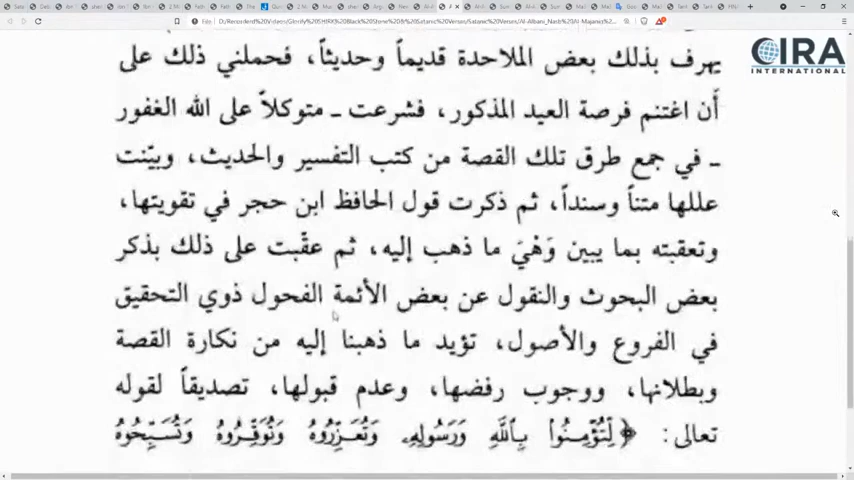 يهرف بذلك بعض الملاحدة قديماً وحديثاً، فحملني ذلك على
أن اغتنم فرصة العيد المذكور، فشرعت ـ متوكلاً على الله الغفور
ـ في جمع طرق تلك القصة من كتب التفسير والحديث، وبيّنت
عللها متناً وسنداً، ثم ذكرت قول الحافظ ابن حجر في تقويتها،
وتعقبته بما يبين وَهْيَ ما ذهب إليه، ثم عقّبت على ذلك بذكر
بعض البحوث والنقول عن بعض الأئمة الفحول ذوي التحقيق
في الفروع والأصول، تؤيد ما ذهبنا إليه من نكارة القصة
وبطلانها، ووجوب رفضها، وعدم قبولها، تصديقاً لقوله
تعالى: ﴿لِتُؤْمِنُوا بِاللَّهِ وَرَسُولِهِ وَتُعَزِّرُوهُ وَتُوَقِّرُوهُ وَتُسَبِّحُوهُ
CIRA
INTERNATIONAL